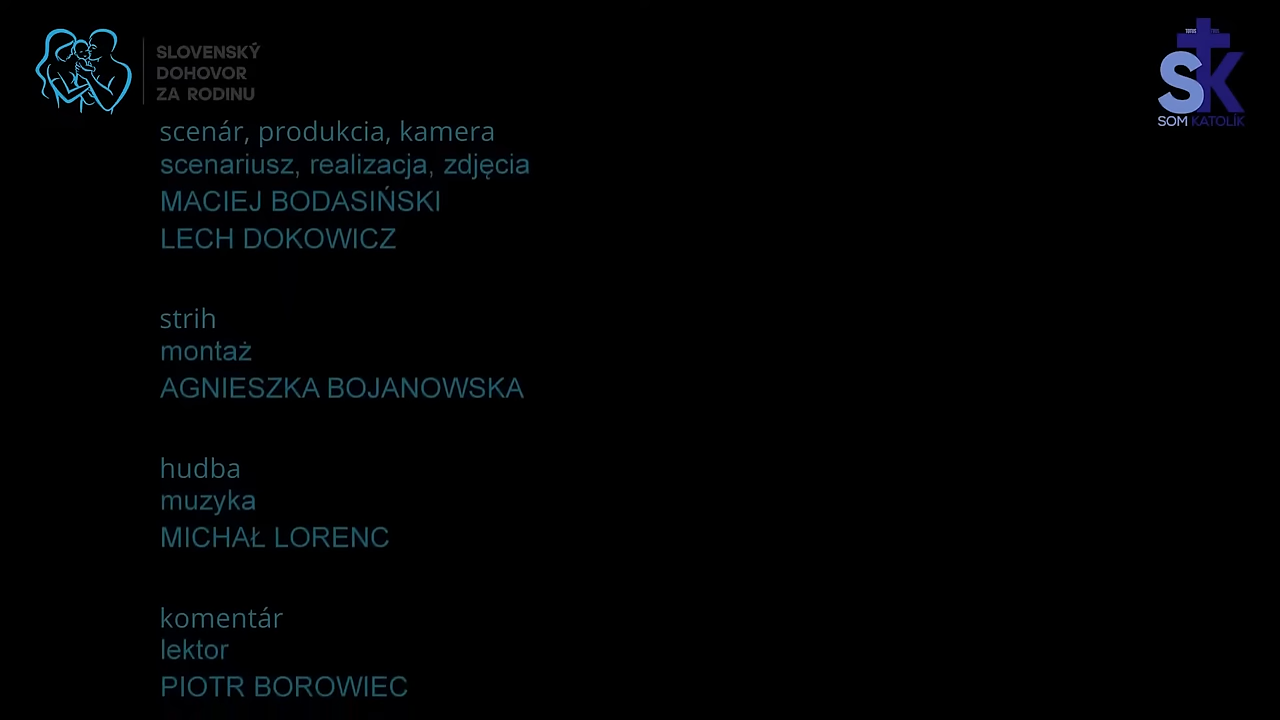 SLOVENSKÝ
DOHOVOR
ZA RODINU
TOTUS
SK
SOM KATOLÍK
scenár, produkcia, kamera
scenariusz, realizacja, zdjęcia
MACIEJ BODASIŃSKI
LECH DOKOWICZ
strih
montaż
AGNIESZKA BOJANOWSKA
hudba
muzyka
MICHAŁ LORENC
komentár
lektor
PIOTR BOROWIEC